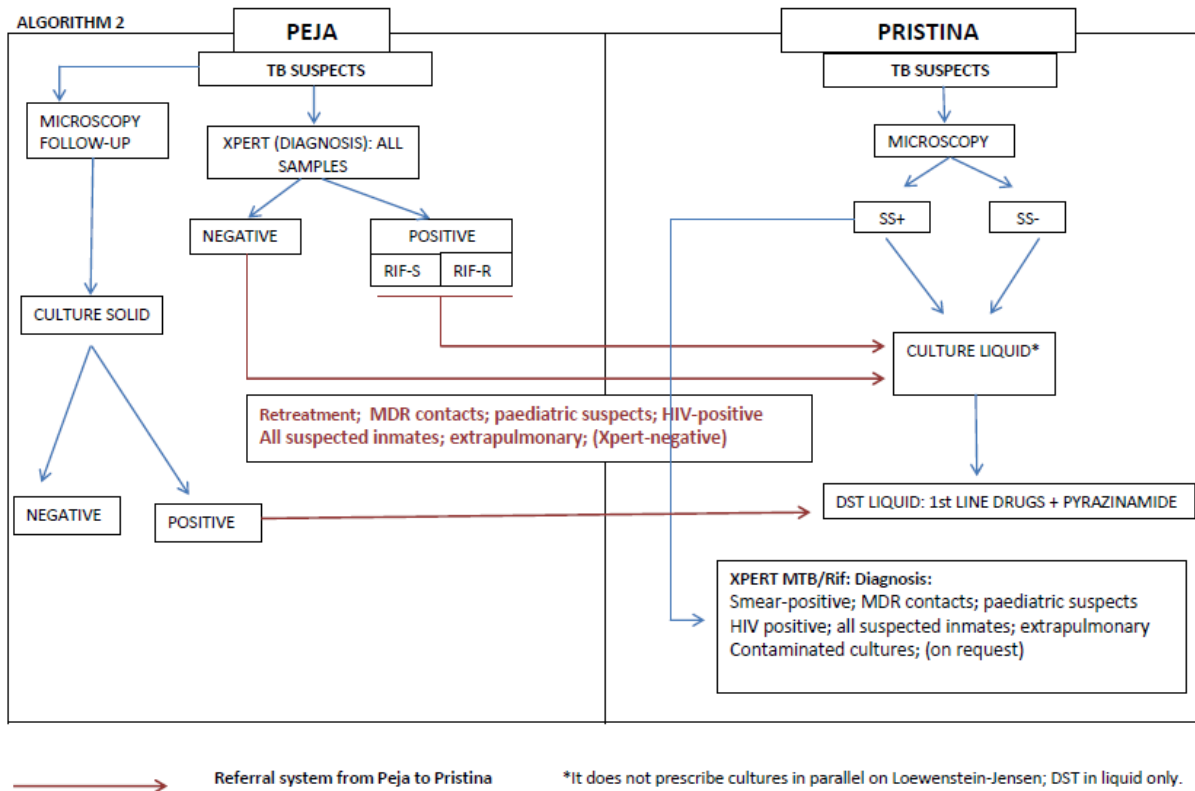 ALGORITHM 2
PEJA
TB SUSPECTS
MICROSCOPY
FOLLOW-UP
XPERT (DIAGNOSIS): ALL
SAMPLES
NEGATIVE
POSITIVE
RIF-S
RIF-R
CULTURE SOLID
Retreatment; MDR contacts; paediatric suspects; HIV-positive
All suspected inmates; extrapulmonary; (Xpert-negative)
NEGATIVE
POSITIVE
PRISTINA
TB SUSPECTS
MICROSCOPY
SS+
SS-
CULTURE LIQUID*
DST LIQUID: 1st LINE DRUGS + PYRAZINAMIDE
XPERT MTB/Rif: Diagnosis:
Smear-positive; MDR contacts; paediatric suspects
HIV positive; all suspected inmates; extrapulmonary
Contaminated cultures; (on request)
Referral system from Peja to Pristina
*It does not prescribe cultures in parallel on Loewenstein-Jensen; DST in liquid only.